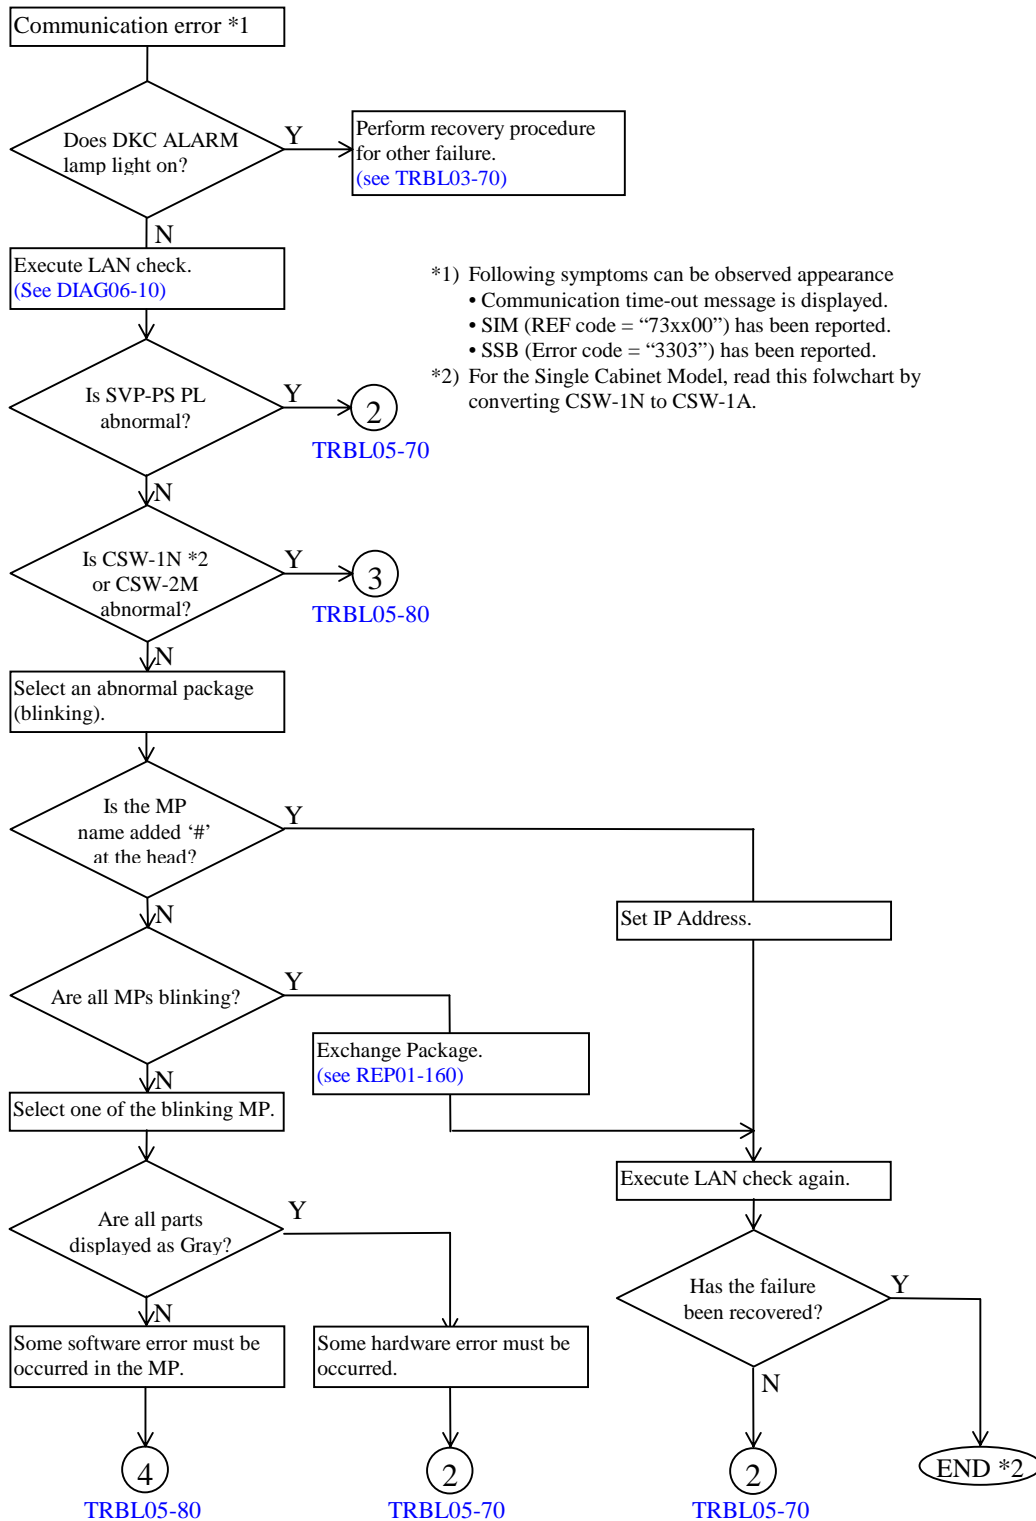 Communication error *1
Does DKC ALARM
lamp light on?
Y
Perform recovery procedure
for other failure.
(see TRBL03-70)
N
Execute LAN check.
(See DIAG06-10)
*1) Following symptoms can be observed appearance
• Communication time-out message is displayed.
• SIM (REF code = “73xx00”) has been reported.
• SSB (Error code = “3303”) has been reported.
*2) For the Single Cabinet Model, read this folwchart by
converting CSW-1N to CSW-1A.
Is SVP-PS PL
abnormal?
Y
2
TRBL05-70
N
Is CSW-1N *2
or CSW-2M
abnormal?
Y
3
TRBL05-80
N
Select an abnormal package
(blinking).
Is the MP
name added ‘#’
at the head?
Y
N
Set IP Address.
Are all MPs blinking?
Y
Exchange Package.
(see REP01-160)
N
Select one of the blinking MP.
Execute LAN check again.
Are all parts
displayed as Gray?
Y
Has the failure
been recovered?
Y
N
Some software error must be
occurred in the MP.
Some hardware error must be
occurred.
N
4
TRBL05-80
2
TRBL05-70
2
TRBL05-70
END *2